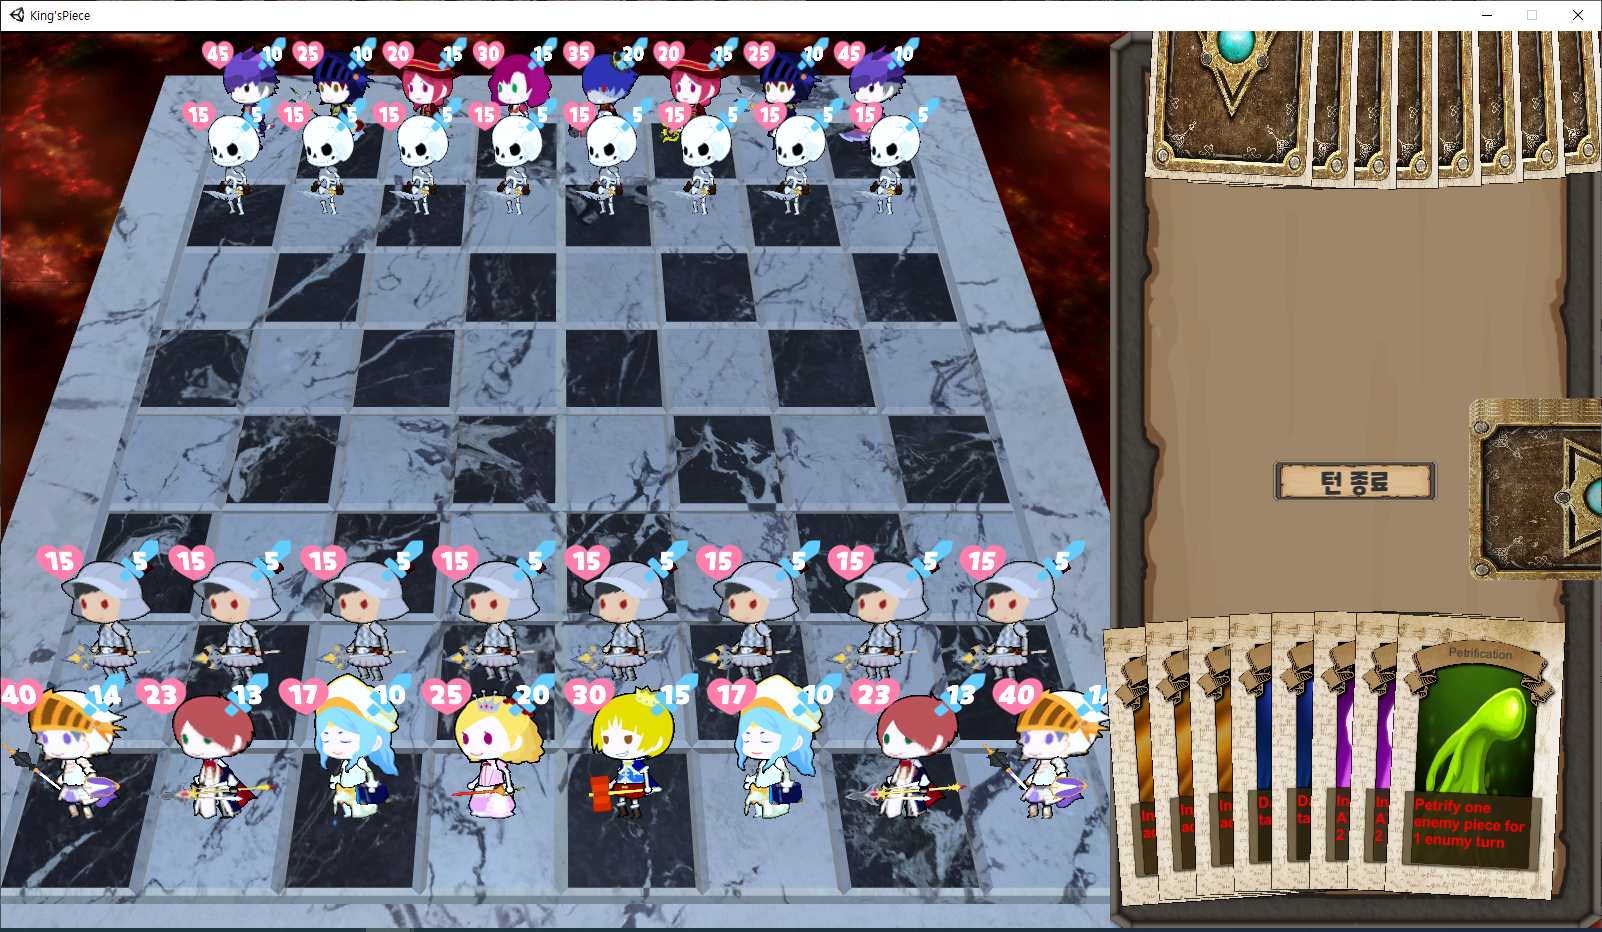 King'sPiece
45 10 25 10 20 15 30 15 35 20 20 15 25 10 45 10
15 5 15 5 15 5 15 5 15 5 15 5 15 5 15 5
턴 종료
15 5 15 5 15 5 15 5 15 5 15 5 15 5 15 5
40 14 23 13 17 10 25 20 30 15 17 10 23 13 40
Petrification
Petrify one
enemy piece for
1 enumy turn